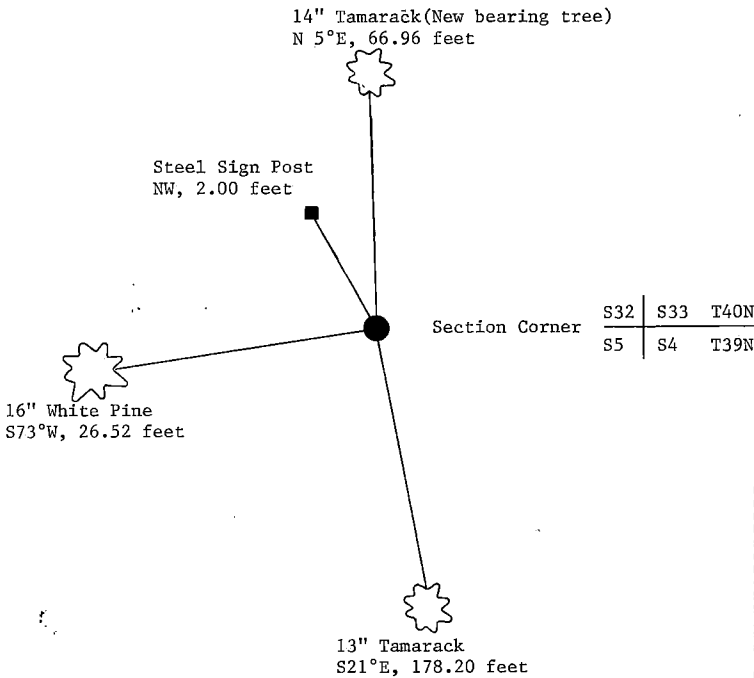 14" Tamarack(New bearing tree)
N 5°E, 66.96 feet
Steel Sign Post
NW, 2.00 feet
Section Corner
S32 S33 T40N
S5 S4 T39N
16" White Pine
S73°W, 26.52 feet
13" Tamarack
S21°E, 178.20 feet